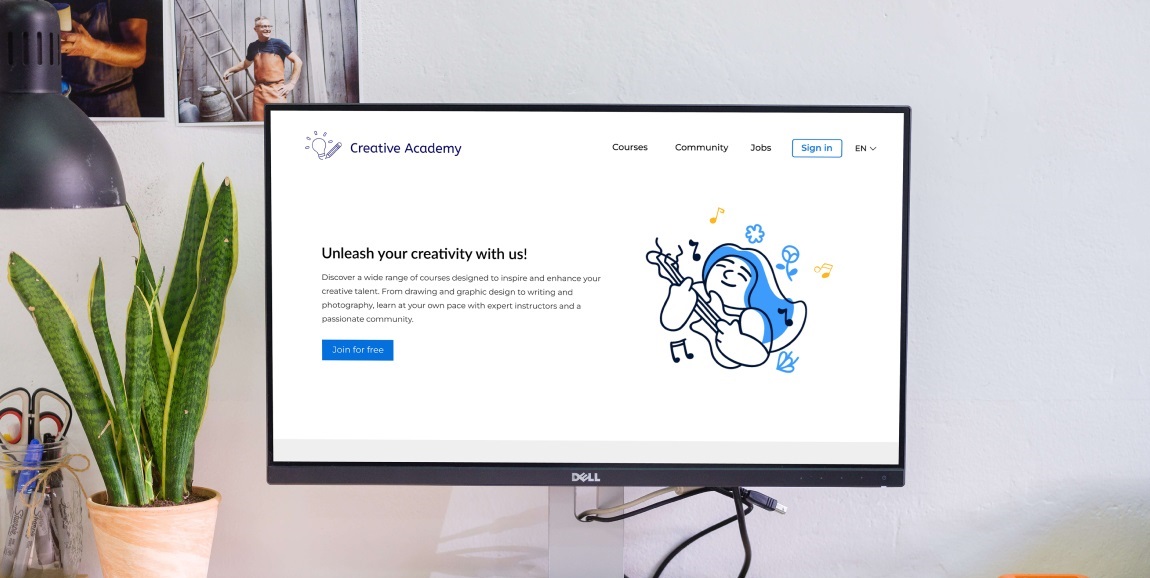 Creative Academy
Courses Community Jobs Sign in EN
Unleash your creativity with us!
Discover a wide range of courses designed to inspire and enhance your
creative talent. From drawing and graphic design to writing and
photography, learn at your own pace with expert instructors and a
passionate community.
Join for free
DELL
Sharpie